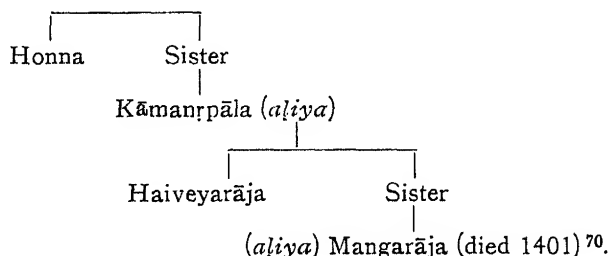 Honna Sister
Kāmanṛpāla (aḷiya)
Haiveyarāja Sister
(aḷiya) Mangarāja (died 1401) 70.